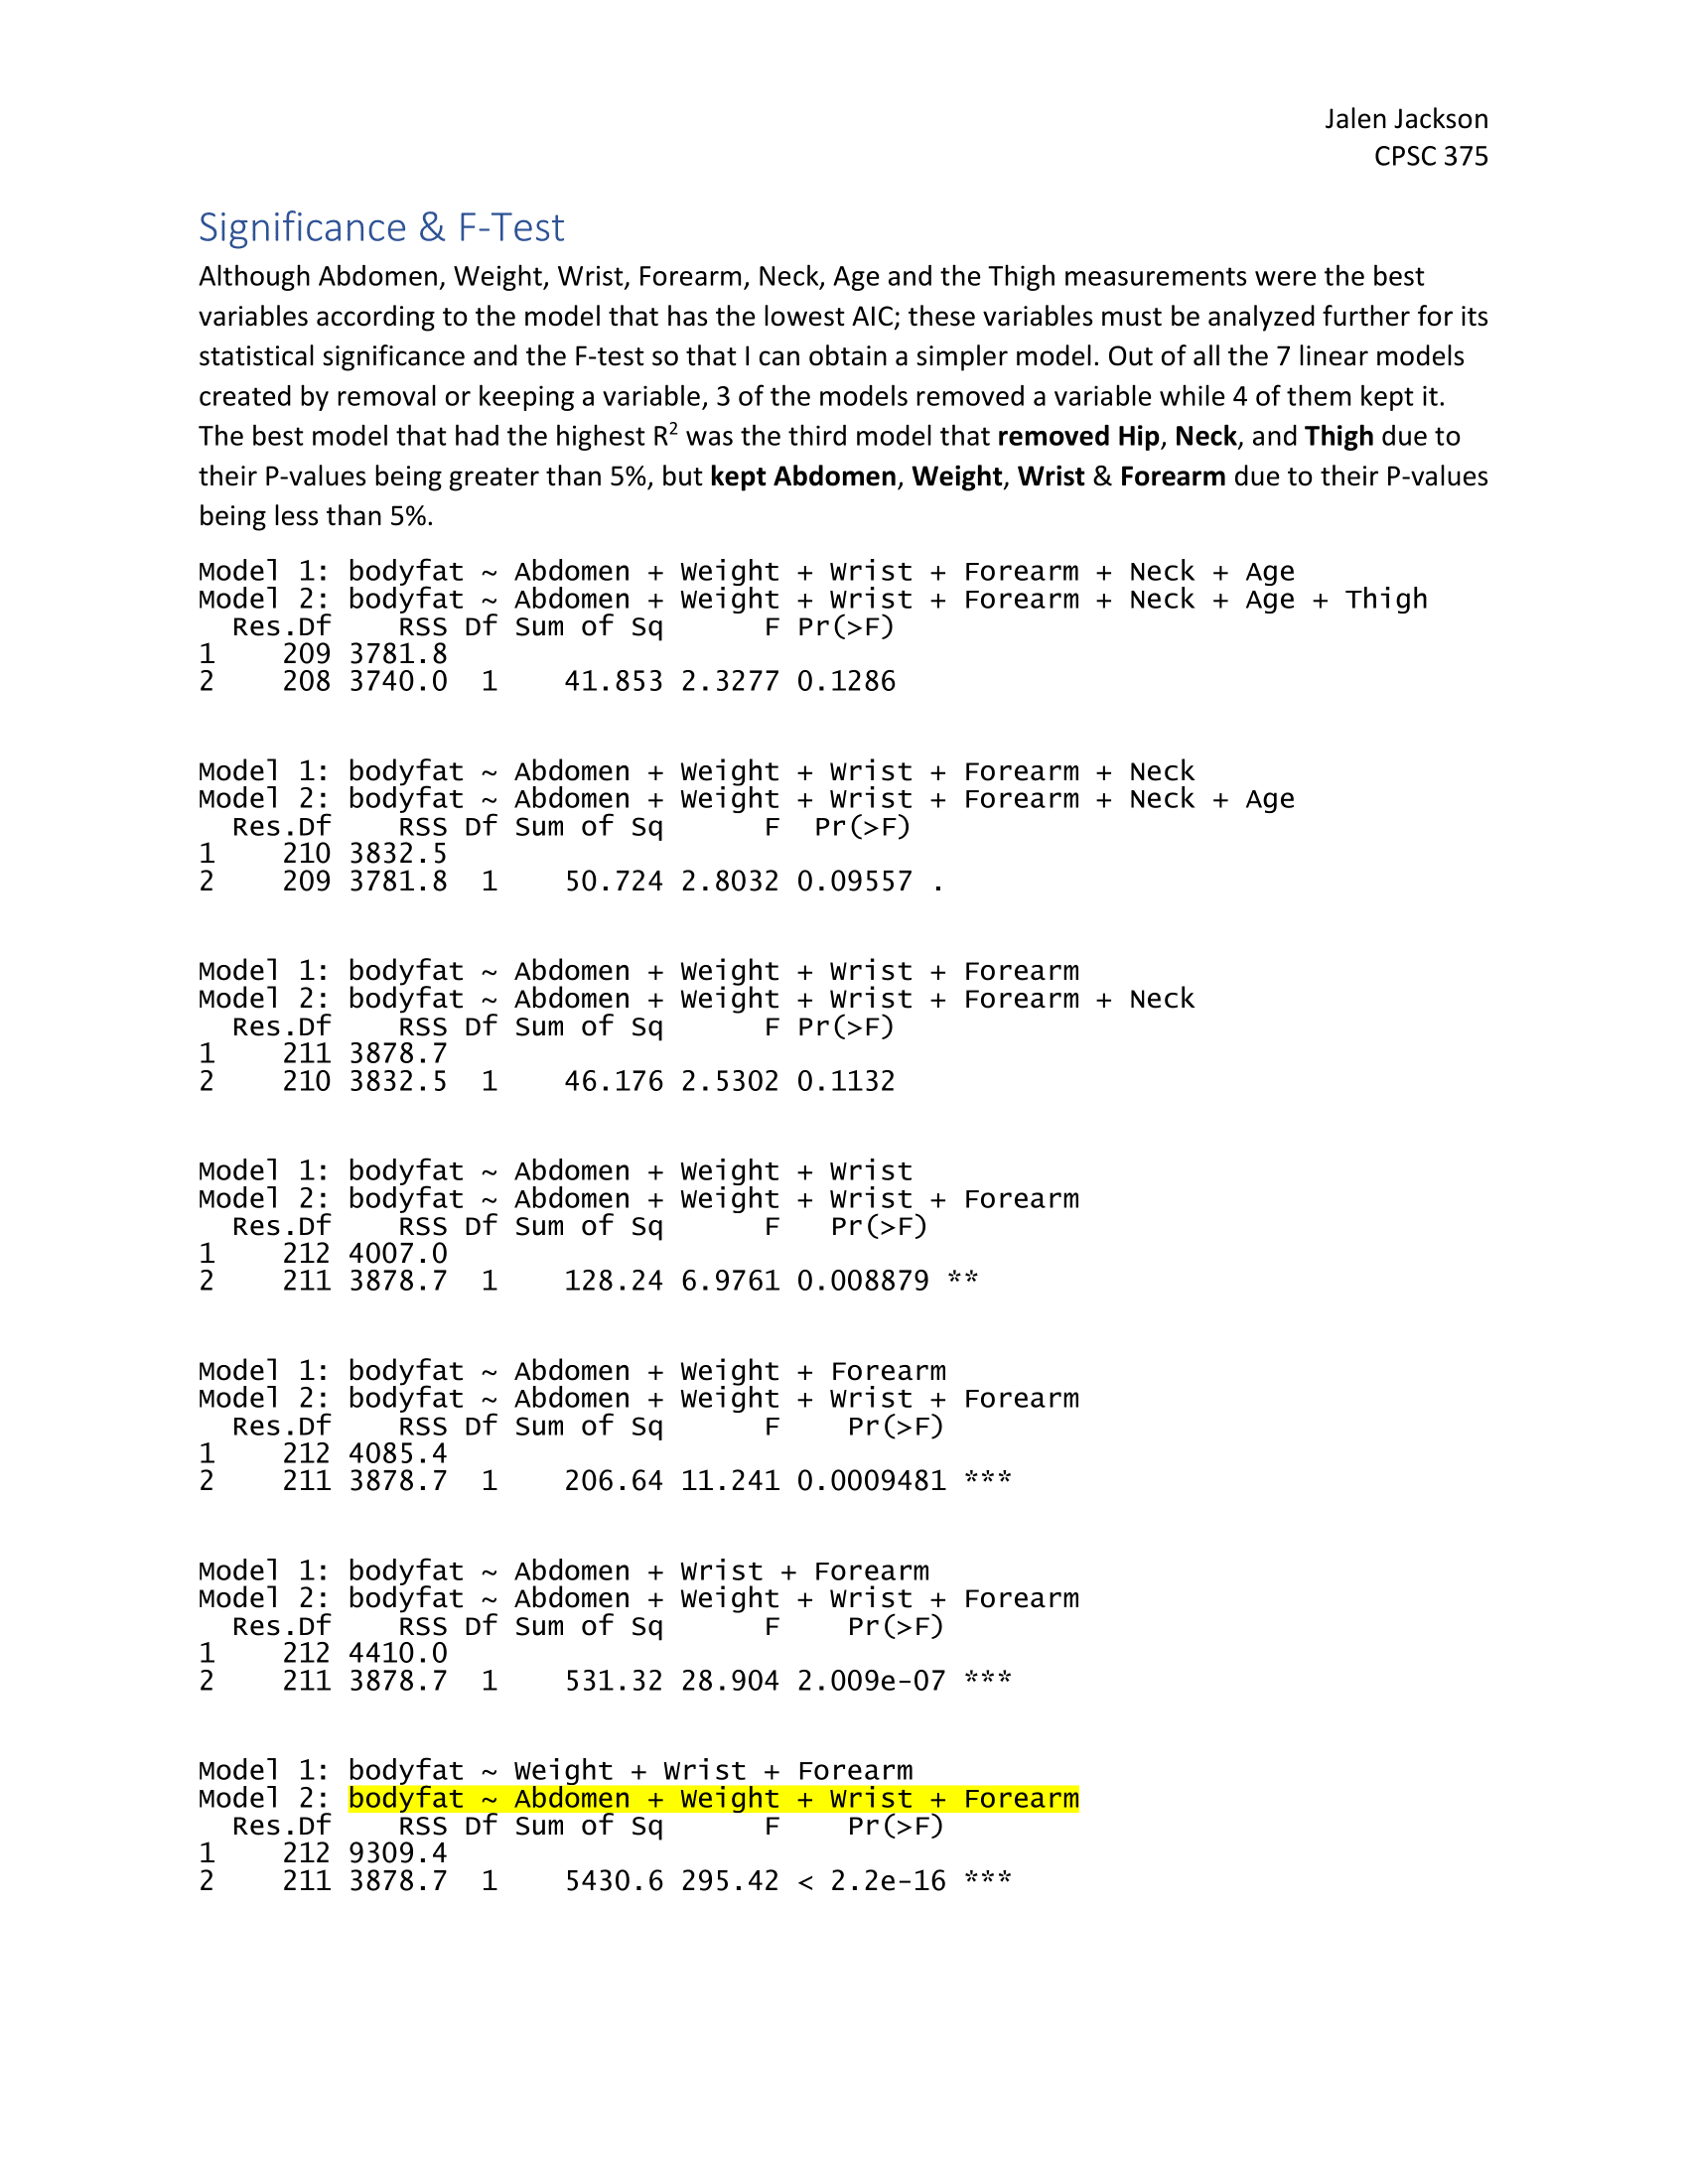 Jalen Jackson
CPSC 375
Significance & F-Test
Although Abdomen, Weight, Wrist, Forearm, Neck, Age and the Thigh measurements were the best
variables according to the model that has the lowest AIC; these variables must be analyzed further for its
statistical significance and the F-test so that I can obtain a simpler model. Out of all the 7 linear models
created by removal or keeping a variable, 3 of the models removed a variable while 4 of them kept it.
The best model that had the highest R² was the third model that removed Hip, Neck, and Thigh due to
their P-values being greater than 5%, but kept Abdomen, Weight, Wrist & Forearm due to their P-values
being less than 5%.
Model 1: bodyfat ~ Abdomen + Weight + Wrist + Forearm + Neck + Age
Model 2: bodyfat ~ Abdomen + Weight + Wrist + Forearm + Neck + Age + Thigh
  Res.Df    RSS Df Sum of Sq      F Pr(>F)
1    209 3781.8
2    208 3740.0  1    41.853 2.3277 0.1286
Model 1: bodyfat ~ Abdomen + Weight + Wrist + Forearm + Neck
Model 2: bodyfat ~ Abdomen + Weight + Wrist + Forearm + Neck + Age
  Res.Df    RSS Df Sum of Sq      F  Pr(>F)
1    210 3832.5
2    209 3781.8  1    50.724 2.8032 0.09557 .
Model 1: bodyfat ~ Abdomen + Weight + Wrist + Forearm
Model 2: bodyfat ~ Abdomen + Weight + Wrist + Forearm + Neck
  Res.Df    RSS Df Sum of Sq      F Pr(>F)
1    211 3878.7
2    210 3832.5  1    46.176 2.5302 0.1132
Model 1: bodyfat ~ Abdomen + Weight + Wrist
Model 2: bodyfat ~ Abdomen + Weight + Wrist + Forearm
  Res.Df    RSS Df Sum of Sq      F   Pr(>F)
1    212 4007.0
2    211 3878.7  1    128.24 6.9761 0.008879 **
Model 1: bodyfat ~ Abdomen + Weight + Forearm
Model 2: bodyfat ~ Abdomen + Weight + Wrist + Forearm
  Res.Df    RSS Df Sum of Sq      F    Pr(>F)
1    212 4085.4
2    211 3878.7  1    206.64 11.241 0.0009481 ***
Model 1: bodyfat ~ Abdomen + Wrist + Forearm
Model 2: bodyfat ~ Abdomen + Weight + Wrist + Forearm
  Res.Df    RSS Df Sum of Sq      F    Pr(>F)
1    212 4410.0
2    211 3878.7  1    531.32 28.904 2.009e-07 ***
Model 1: bodyfat ~ Weight + Wrist + Forearm
Model 2: bodyfat ~ Abdomen + Weight + Wrist + Forearm
  Res.Df    RSS Df Sum of Sq      F    Pr(>F)
1    212 9309.4
2    211 3878.7  1    5430.6 295.42 < 2.2e-16 ***